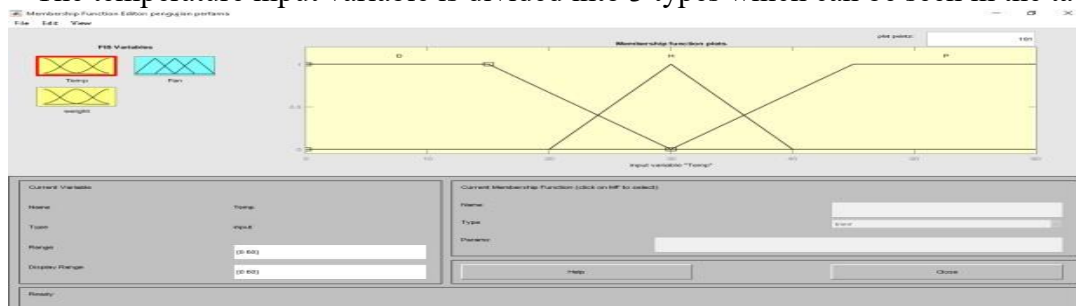 The temperature input variable is divided into 3 types which can be seen in the ta
Membership Function Editor: pengujian pertama
File Edit View
FIS Variables
Membership function plots
plot points:
181
Temp
Fan
weight
D
N
P
1
0.5
0
0
10
20
30
40
50
60
input variable "Temp"
Current Variable
Current Membership Function (click on MF to select)
Name
Temp
Name
Type
input
Type
Range
[0 60]
Params
Display Range
[0 60]
Help
Close
Ready